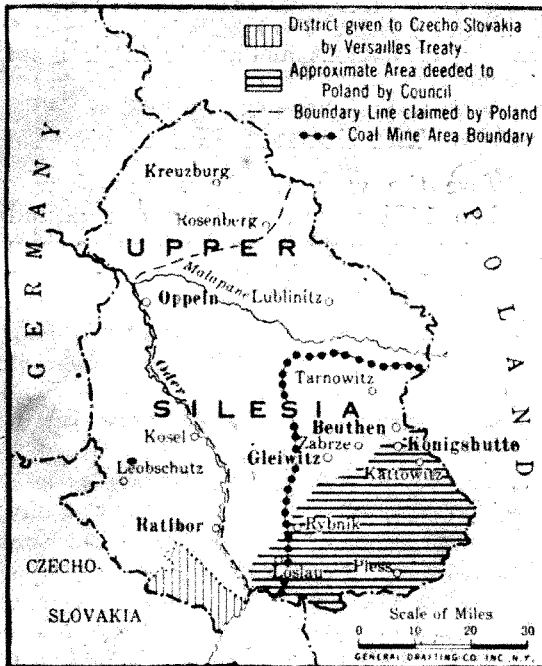 District given to Czecho Slovakia
by Versailles Treaty
Approximate Area deeded to
Poland by Council
Boundary Line claimed by Poland
Coal Mine Area Boundary
GERMANY
POLAND
Kreuzburg
Rosenberg
UPPER
Malapane
Oppeln
Lublinitz
Oder
Tarnowitz
SILESIA
Beuthen
Kosel
Zabrze
Königshutte
Gleiwitz
Kattowitz
Leobschutz
Ratibor
Rybnik
CZECHO-
SLOVAKIA
Loslau
Pless
Scale of Miles
0 10 20 30
GENERAL DRAFTING CO. INC. N.Y.